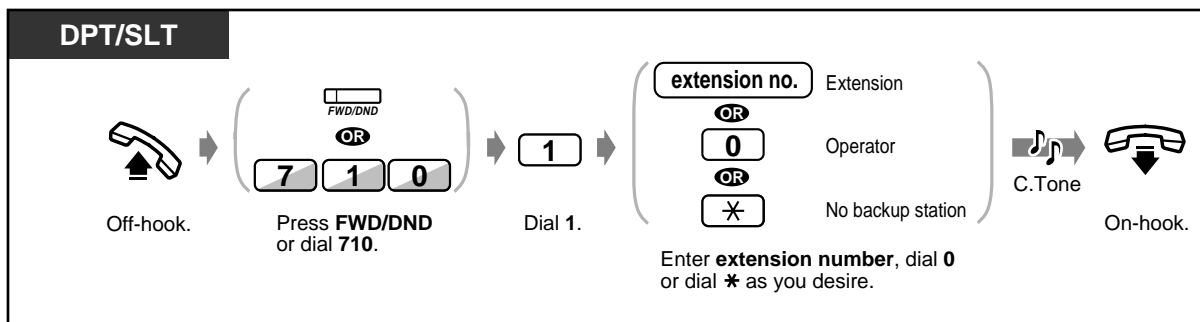 DPT/SLT
FWD/DND
OR
7 1 0
1
extension no. Extension
OR
0 Operator
OR
✳ No backup station
C.Tone
Off-hook.
Press FWD/DND
or dial 710.
Dial 1.
Enter extension number, dial 0
or dial ✳ as you desire.
On-hook.